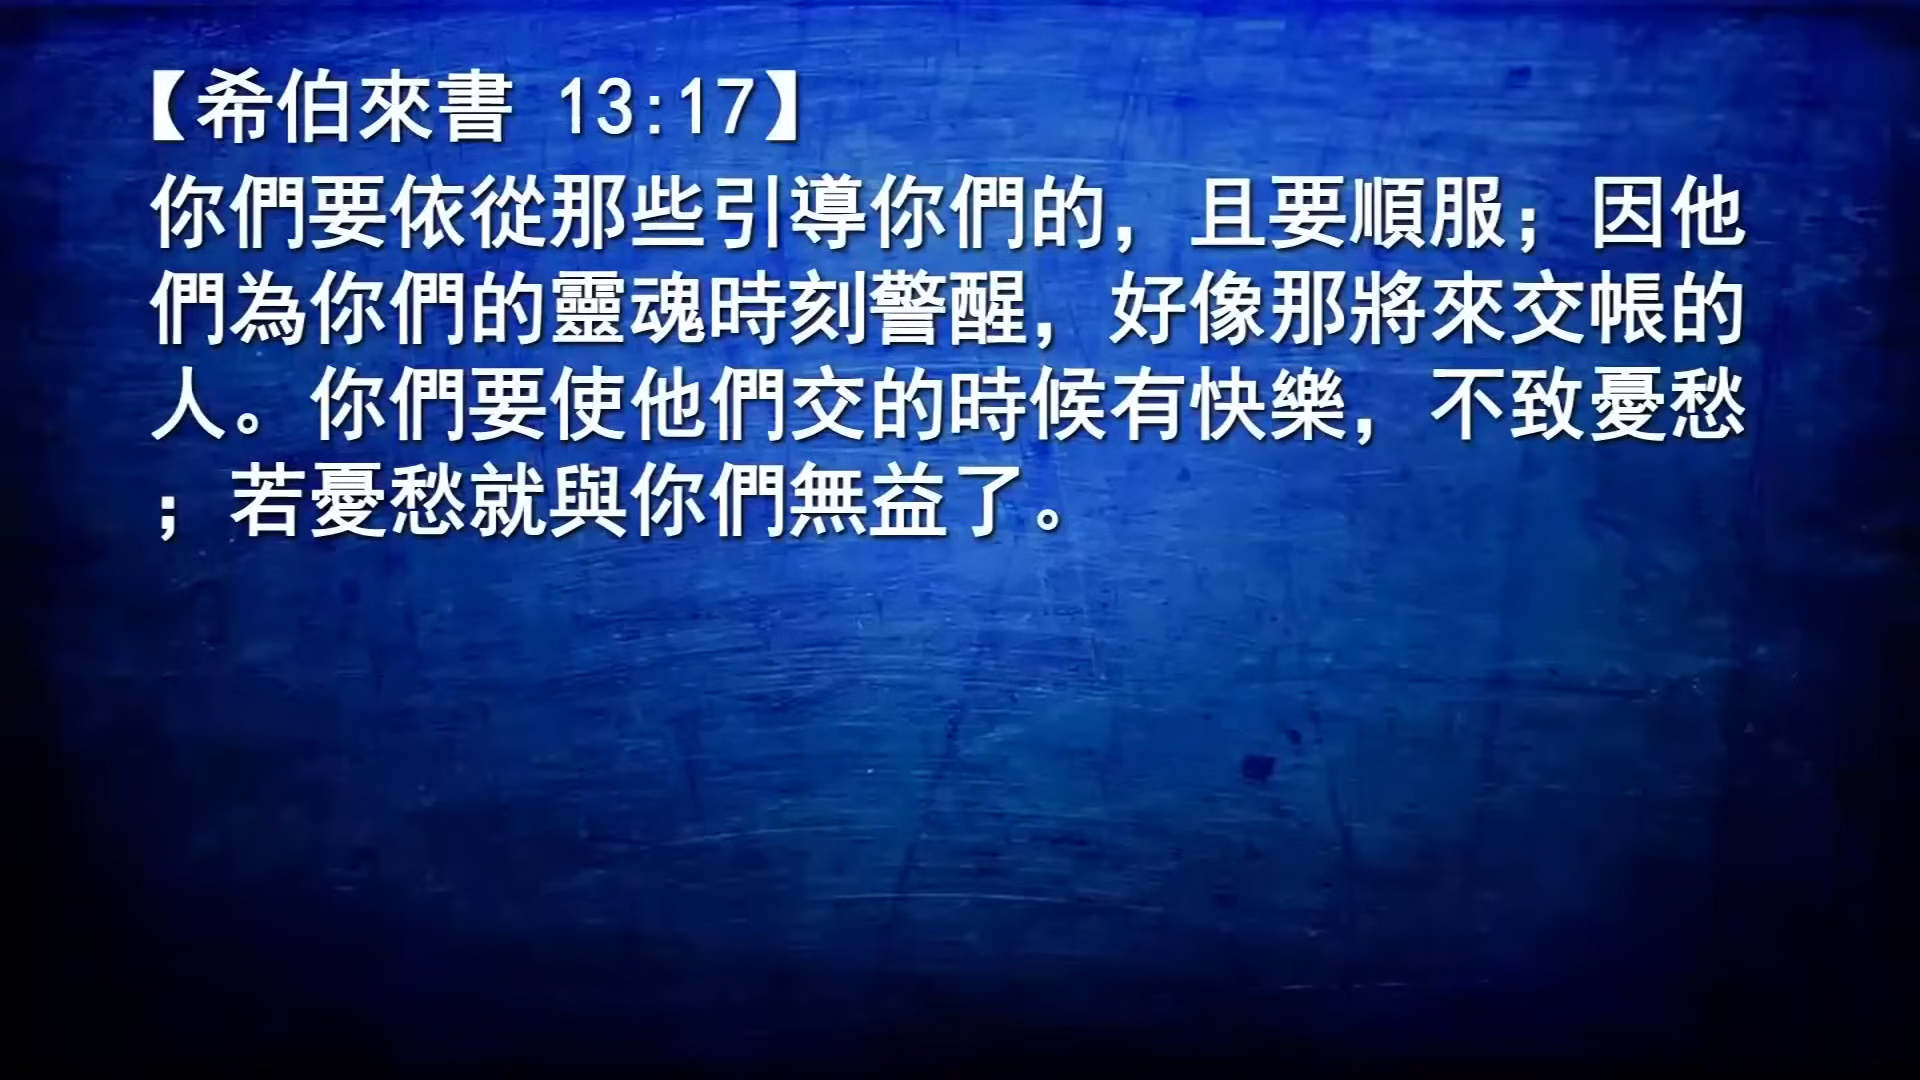 【希伯來書 13:17】
你們要依從那些引導你們的，且要順服；因他
們為你們的靈魂時刻警醒，好像那將來交帳的
人。你們要使他們交的時候有快樂，不致憂愁
；若憂愁就與你們無益了。